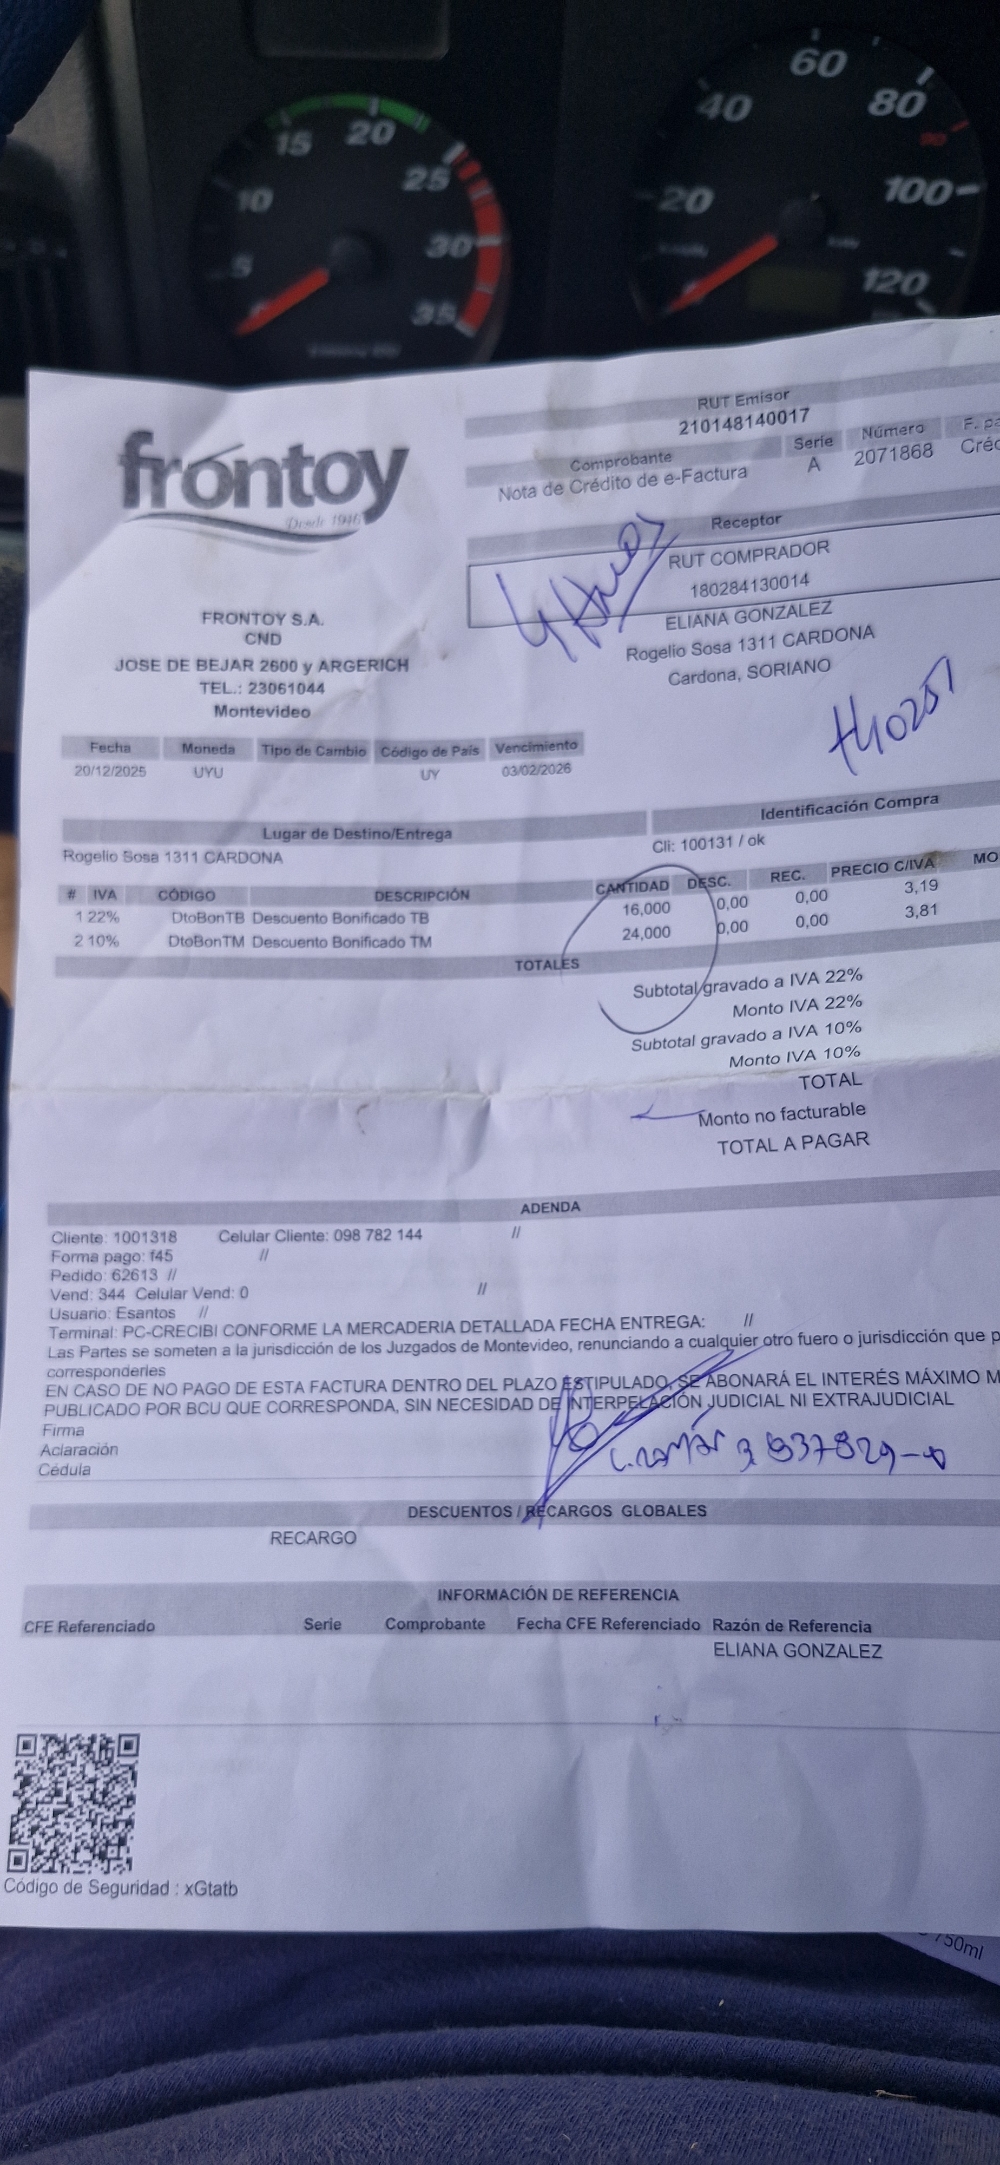 60
40
80
15
20
25
100
10
20
30
5
120
35
RUT Emisor
210148140017
Comprobante
Serie
Número
Nota de Crédito de e-Factura
A
2071868
frontoy
Desde 1946
Receptor
RUT COMPRADOR
180284130014
ELIANA GONZALEZ
Rogelio Sosa 1311 CARDONA
Cardona, SORIANO
FRONTOY S.A.
CND
JOSE DE BEJAR 2600 y ARGERICH
TEL.: 23061044
Montevideo
Fecha Moneda Tipo de Cambio Código de País Vencimiento
20/12/2025 UYU UY 03/02/2026
Lugar de Destino/Entrega
Identificación Compra
Rogelio Sosa 1311 CARDONA
Cli: 100131 / ok
# IVA CÓDIGO DESCRIPCIÓN CANTIDAD DESC. REC. PRECIO C/IVA MO
1 22% DtoBonTB Descuento Bonificado TB 16,000 0,00 0,00 3,19
2 10% DtoBonTM Descuento Bonificado TM 24,000 0,00 0,00 3,81
TOTALES
Subtotal gravado a IVA 22%
Monto IVA 22%
Subtotal gravado a IVA 10%
Monto IVA 10%
TOTAL
Monto no facturable
TOTAL A PAGAR
ADENDA
Cliente: 1001318 Celular Cliente: 098 782 144 //
Forma pago: f45 //
Pedido: 62613 //
Vend: 344 Celular Vend: 0 //
Usuario: Esantos //
Terminal: PC-CRECIBI CONFORME LA MERCADERIA DETALLADA FECHA ENTREGA: //
Las Partes se someten a la jurisdicción de los Juzgados de Montevideo, renunciando a cualquier otro fuero o jurisdicción que p
corresponderles
EN CASO DE NO PAGO DE ESTA FACTURA DENTRO DEL PLAZO ESTIPULADO, SE ABONARÁ EL INTERÉS MÁXIMO M
PUBLICADO POR BCU QUE CORRESPONDA, SIN NECESIDAD DE INTERPELACIÓN JUDICIAL NI EXTRAJUDICIAL
Firma
Aclaración
Cédula
DESCUENTOS / RECARGOS GLOBALES
RECARGO
INFORMACIÓN DE REFERENCIA
CFE Referenciado Serie Comprobante Fecha CFE Referenciado Razón de Referencia
ELIANA GONZALEZ
Código de Seguridad : xGtatb
750ml